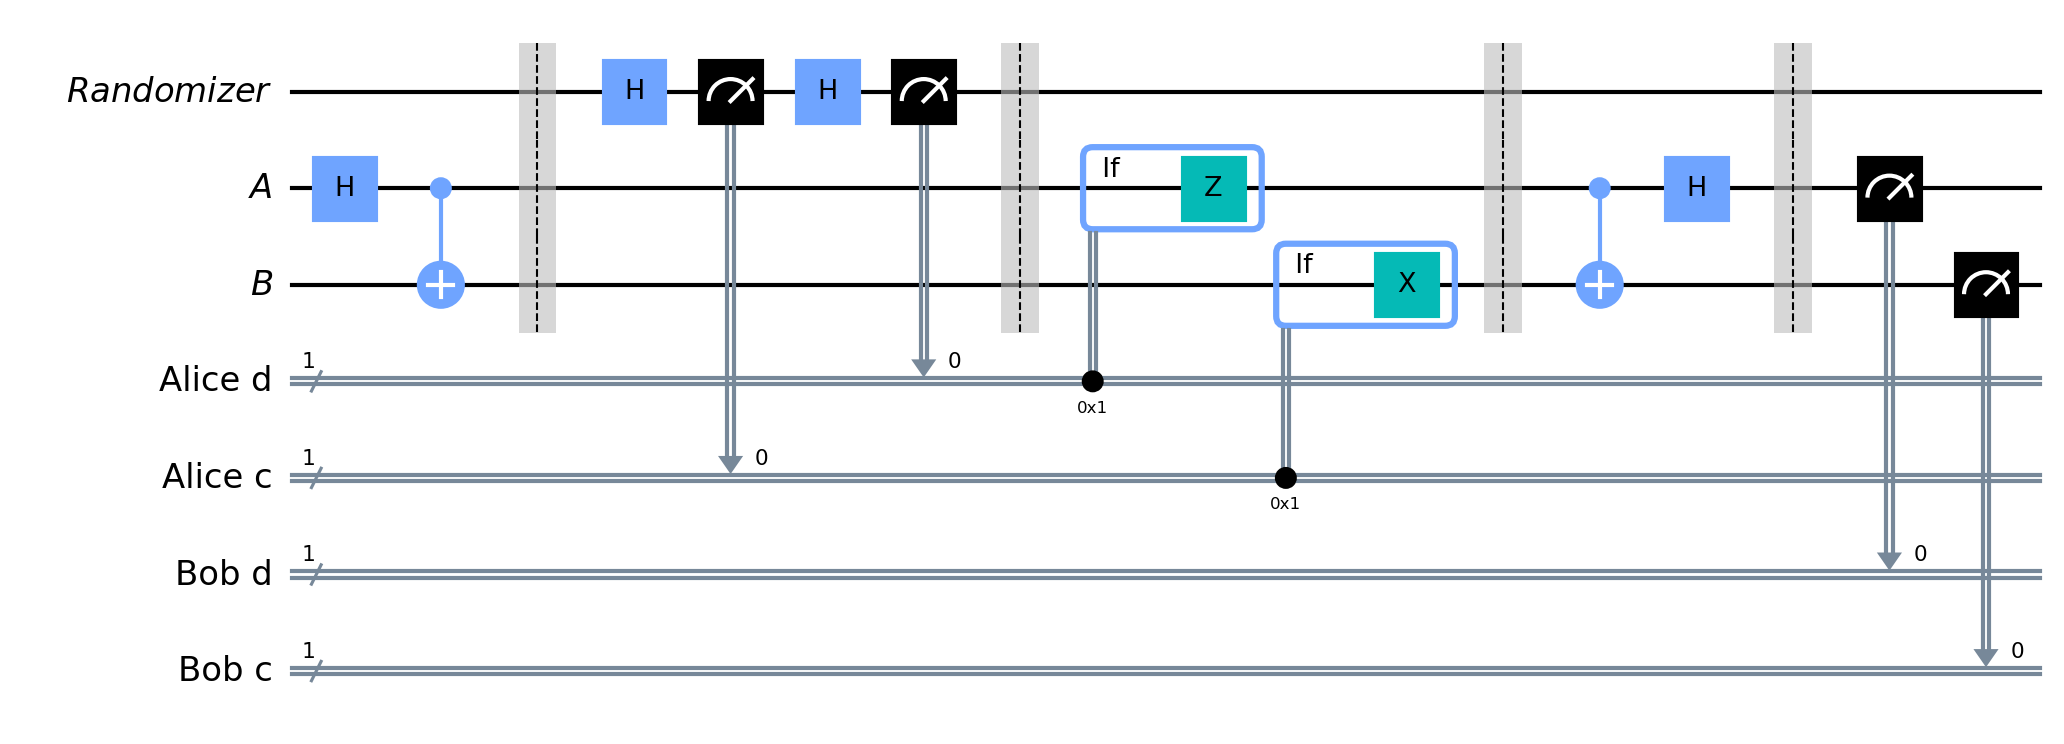 Randomizer H H
A H If Z H
B If X
Alice d 1 0 0x1
Alice c 1 0 0x1
Bob d 1 0
Bob c 1 0